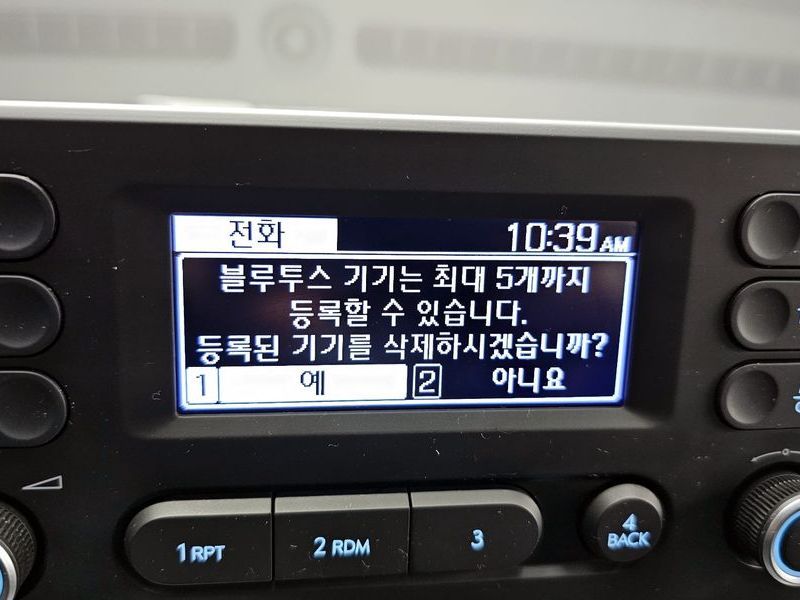 전화
10:39 AM
블루투스 기기는 최대 5개까지
등록할 수 있습니다.
등록된 기기를 삭제하시겠습니까?
1 예 2 아니요
1 RPT 2 RDM 3 4 BACK